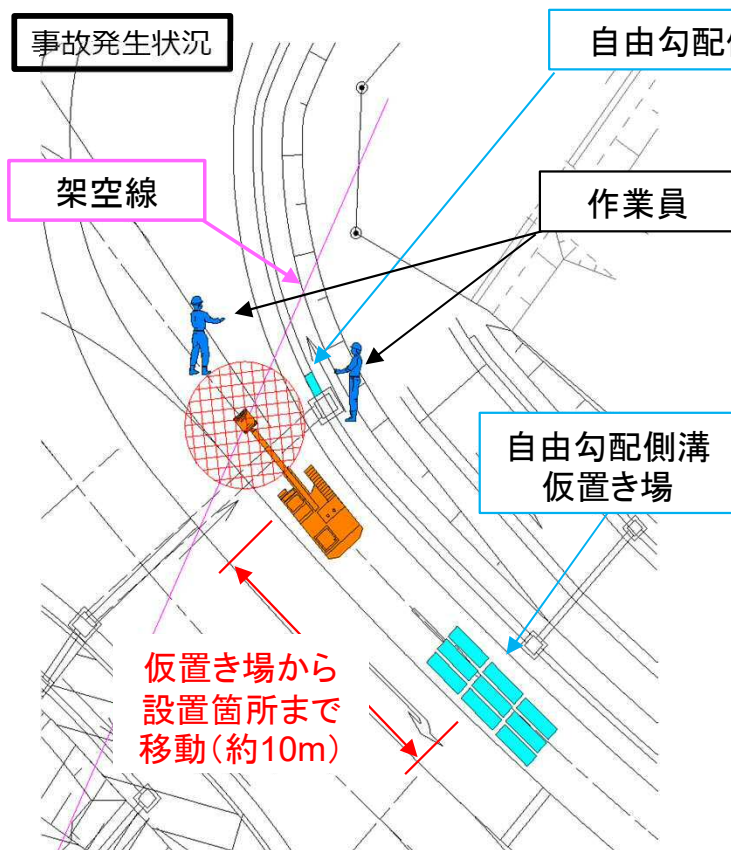 事故発生状況
自由勾配
架空線
作業員
自由勾配側溝
仮置き場
仮置き場から
設置箇所まで
移動（約10m）